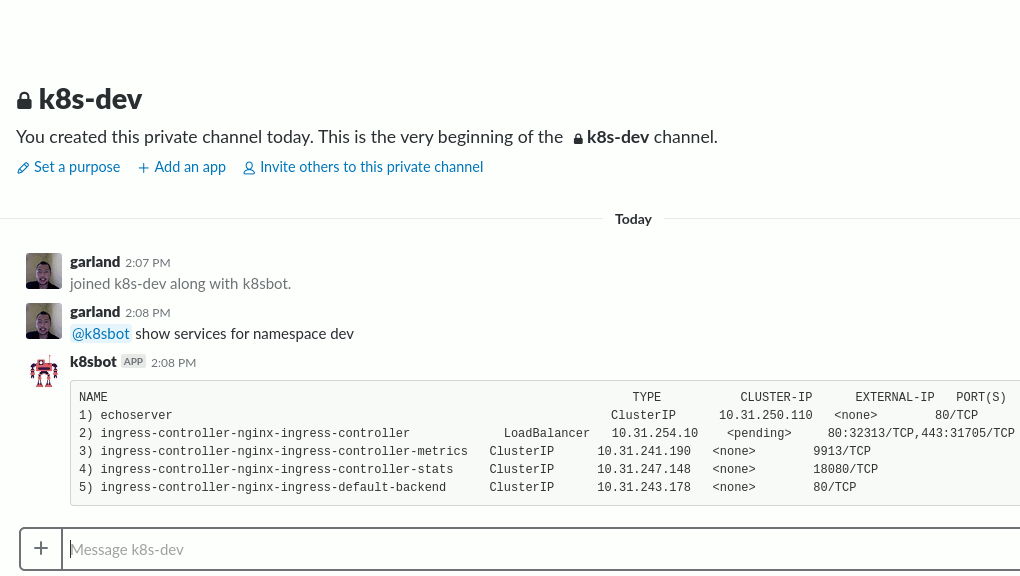 k8s-dev
You created this private channel today. This is the very beginning of the k8s-dev channel.
Set a purpose + Add an app Invite others to this private channel
Today
garland 2:07 PM
joined k8s-dev along with k8sbot.
garland 2:08 PM
@k8sbot show services for namespace dev
k8sbot APP 2:08 PM
NAME TYPE CLUSTER-IP EXTERNAL-IP PORT(S)
1) echoserver ClusterIP 10.31.250.110 <none> 80/TCP
2) ingress-controller-nginx-ingress-controller LoadBalancer 10.31.254.10 <pending> 80:32313/TCP,443:31705/TCP
3) ingress-controller-nginx-ingress-controller-metrics ClusterIP 10.31.241.190 <none> 9913/TCP
4) ingress-controller-nginx-ingress-controller-stats ClusterIP 10.31.247.148 <none> 18080/TCP
5) ingress-controller-nginx-ingress-default-backend ClusterIP 10.31.243.178 <none> 80/TCP
+ Message k8s-dev